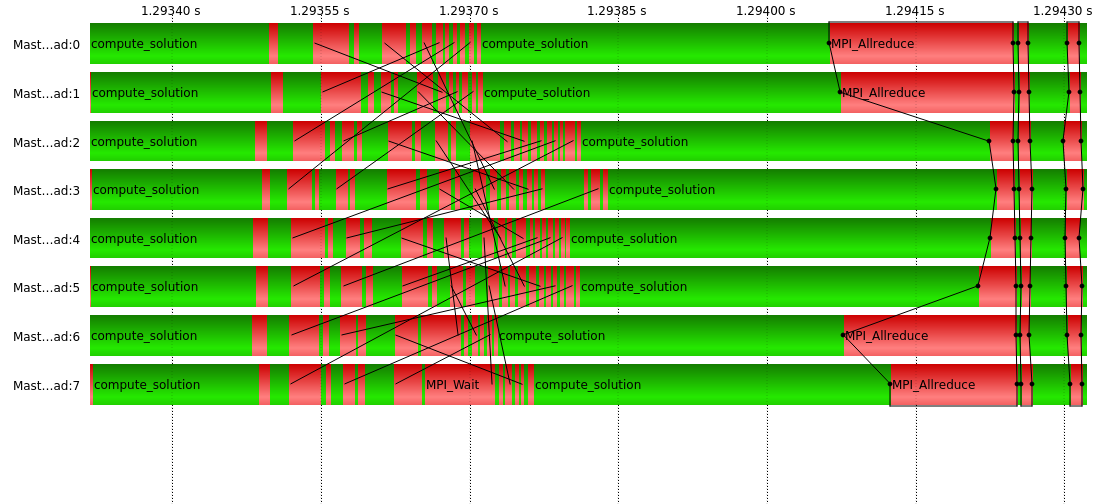 1.29340 s 1.29355 s 1.29370 s 1.29385 s 1.29400 s 1.29415 s 1.29430 s
Mast...ad:0 compute_solution compute_solution MPI_Allreduce
Mast...ad:1 compute_solution compute_solution MPI_Allreduce
Mast...ad:2 compute_solution compute_solution
Mast...ad:3 compute_solution compute_solution
Mast...ad:4 compute_solution compute_solution
Mast...ad:5 compute_solution compute_solution
Mast...ad:6 compute_solution compute_solution MPI_Allreduce
Mast...ad:7 compute_solution MPI_Wait compute_solution MPI_Allreduce